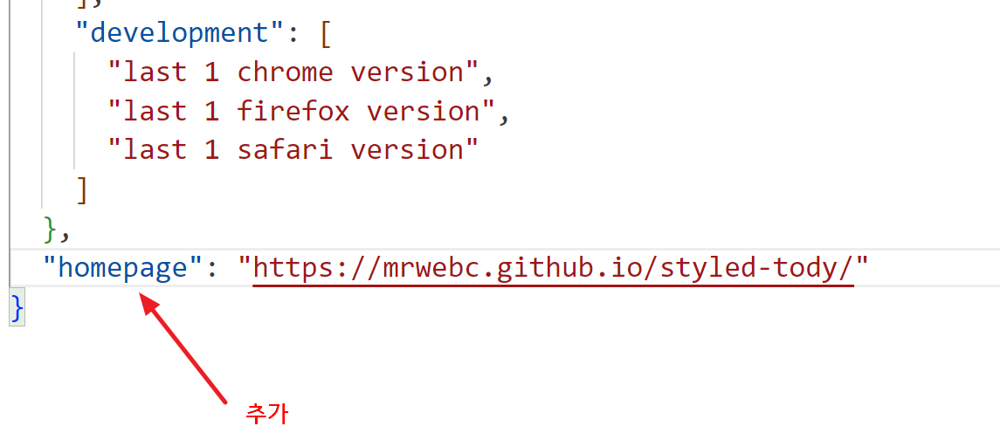 ],
"development": [
"last 1 chrome version",
"last 1 firefox version",
"last 1 safari version"
]
},
"homepage": "https://mrwebc.github.io/styled-tody/"
}
추가